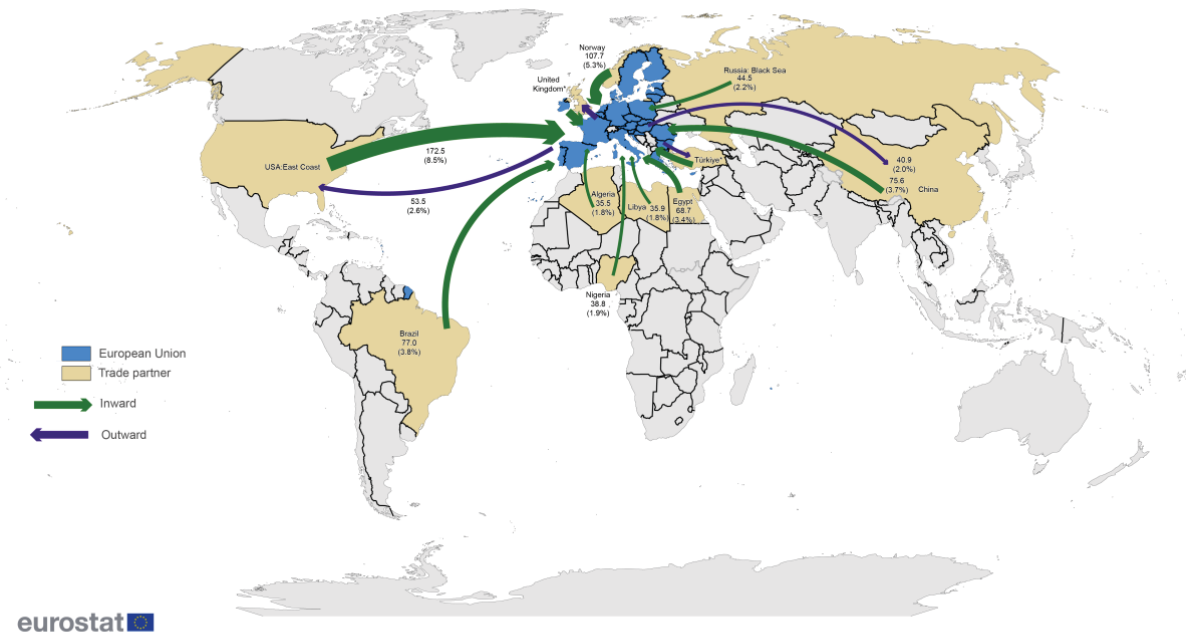 Norway
107.7
(5.3%)
United
Kingdom*
Russia: Black Sea
44.5
(2.2%)
USA:East Coast
172.5
(8.5%)
53.5
(2.6%)
Türkiye*
40.9
(2.0%)
75.6
(3.7%)
China
Algeria
35.5
(1.8%)
Libya
35.9
(1.8%)
Egypt
68.7
(3.4%)
Nigeria
38.8
(1.9%)
Brazil
77.0
(3.8%)
European Union
Trade partner
Inward
Outward
eurostat